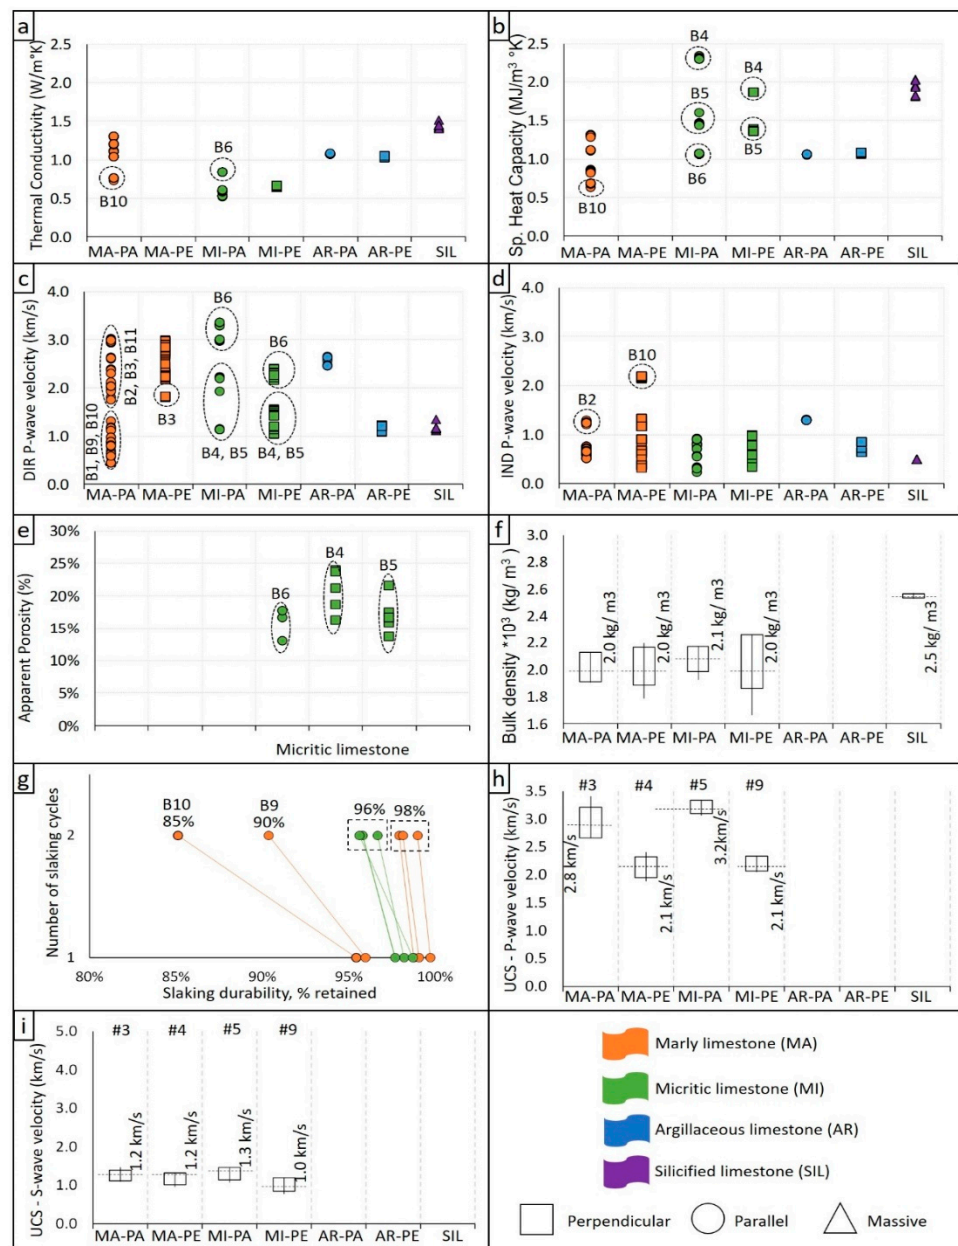 a
Thermal Conductivity (W/m°K)
2.5
2.0
1.5
1.0
0.5
0.0
B10
B6
MA-PA MA-PE MI-PA MI-PE AR-PA AR-PE SIL
b
Sp. Heat Capacity (MJ/m³ °K)
2.5
2.0
1.5
1.0
0.5
0.0
B10
B4
B5
B6
B4
B5
MA-PA MA-PE MI-PA MI-PE AR-PA AR-PE SIL
c
DIR P-wave velocity (km/s)
4.0
3.0
2.0
1.0
0.0
B1, B9, B10
B2, B3, B11
B3
B6
B4, B5
B6
B4, B5
MA-PA MA-PE MI-PA MI-PE AR-PA AR-PE SIL
d
IND P-wave velocity (km/s)
4.0
3.0
2.0
1.0
0.0
B2
B10
MA-PA MA-PE MI-PA MI-PE AR-PA AR-PE SIL
e
Apparent Porosity (%)
30%
25%
20%
15%
10%
5%
0%
B6
B4
B5
Micritic limestone
f
Bulk density *10³ (kg/ m³ )
3.0
2.8
2.6
2.4
2.2
2.0
1.8
1.6
2.0 kg/ m3
2.0 kg/ m3
2.1 kg/ m3
2.0 kg/ m3
2.5 kg/ m3
MA-PA MA-PE MI-PA MI-PE AR-PA AR-PE SIL
g
Number of slaking cycles
2
1
B10
85%
B9
90%
96%
98%
80% 85% 90% 95% 100%
Slaking durability, % retained
h
UCS - P-wave velocity (km/s)
3.5
3.0
2.5
2.0
1.5
1.0
0.5
0.0
#3 #4 #5 #9
2.8 km/s
2.1 km/s
3.2km/s
2.1 km/s
MA-PA MA-PE MI-PA MI-PE AR-PA AR-PE SIL
i
UCS - S-wave velocity (km/s)
5.0
4.0
3.0
2.0
1.0
0.0
#3 #4 #5 #9
1.2 km/s
1.2 km/s
1.3 km/s
1.0 km/s
MA-PA MA-PE MI-PA MI-PE AR-PA AR-PE SIL
Marly limestone (MA)
Micritic limestone (MI)
Argillaceous limestone (AR)
Silicified limestone (SIL)
Perpendicular Parallel Massive